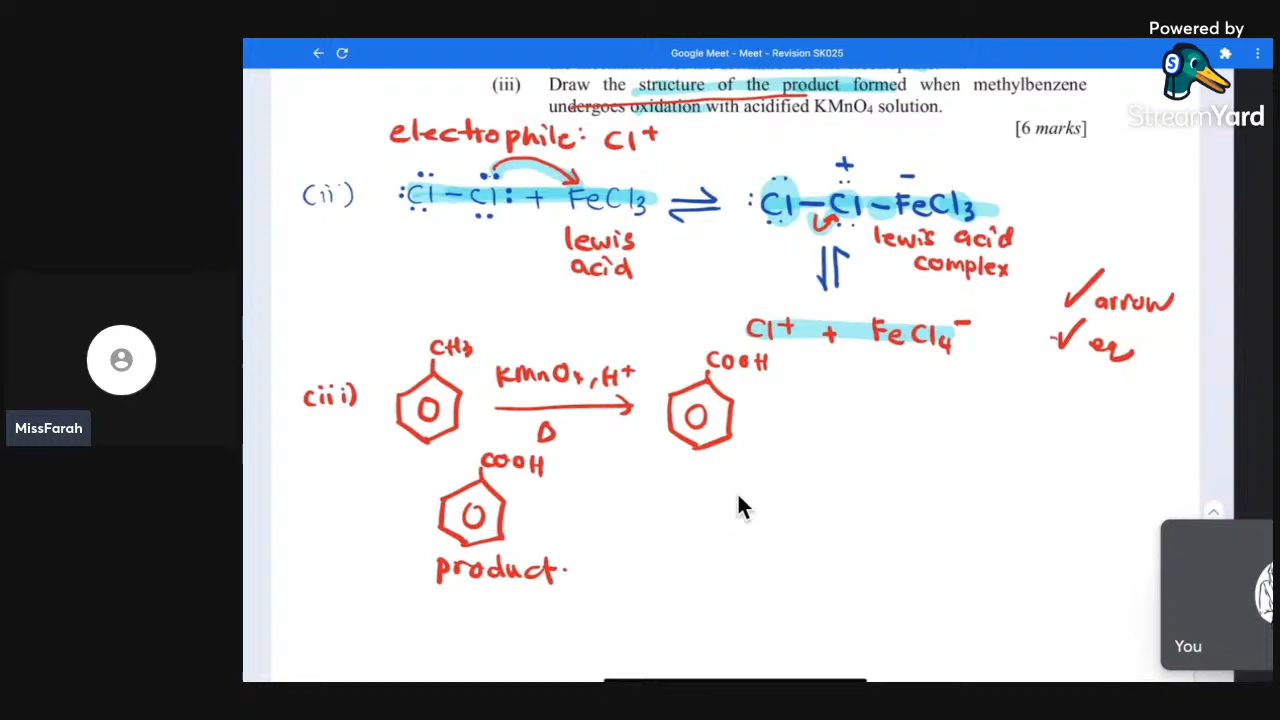 Powered by
StreamYard
Google Meet - Meet - Revision SK025
(iii) Draw the structure of the product formed when methylbenzene
undergoes oxidation with acidified KMnO4 solution.
[6 marks]
electrophile: Cl+
(ii) :Cl – Cl: + FeCl3 ⇌ :Cl – Cl – FeCl3
+ −
lewis acid
lewis acid complex
⇌
Cl+ + FeCl4−
✓ arrow
✓ eq
(iii) CH3 KMnO4, H+ COOH
Δ
COOH
product.
MissFarah
You